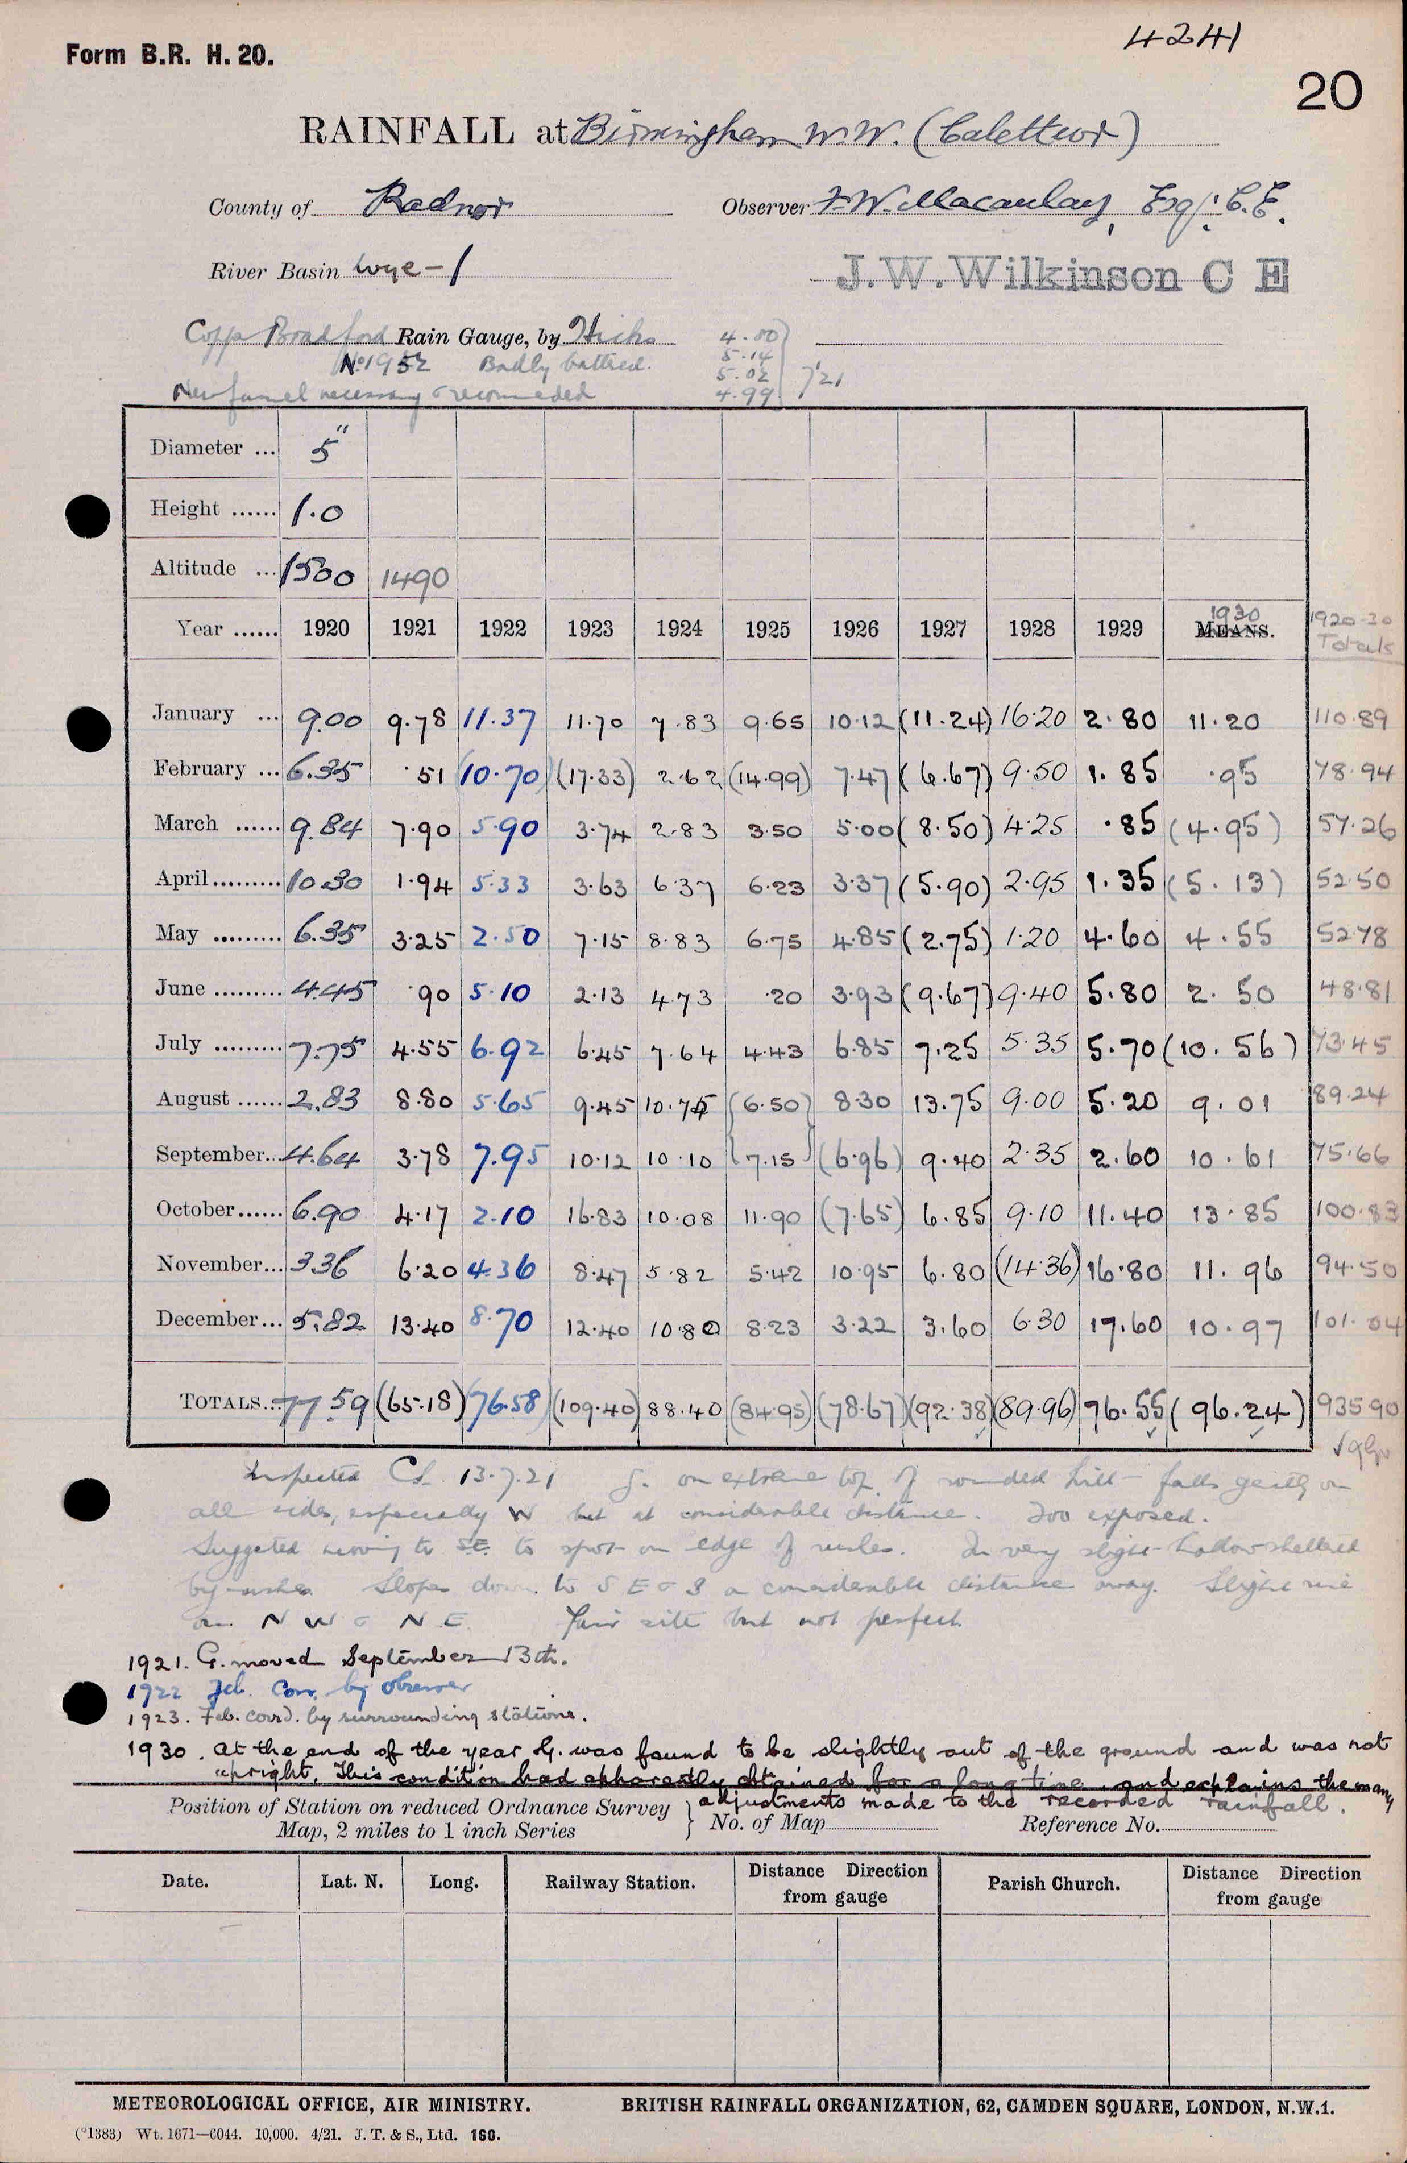 4241
Form B.R. H. 20.
20
RAINFALL at Birmingham W.W. (Calettwr)
County of Radnor Observer F.W. Macaulay, Esq., C.E.
River Basin Wye-1 J.W. Wilkinson C E
Copp Bradford Rain Gauge, by Hicks 4.80
No 1952 Badly battered. 5.14
5.02 7'21
New funnel necessary & recommended 4.99
Diameter ... 5"
Height ...... 1.0
Altitude ... 1500 1490
Year ...... 1920 1921 1922 1923 1924 1925 1926 1927 1928 1929 MEANS. 1930 1920-30 Totals
January ... 9.00 9.78 11.37 11.70 7.83 9.65 10.12 (11.24) 16.20 2.80 11.20 110.89
February ... 6.35 .51 (10.70) (17.33) 2.62 (14.99) 7.47 (6.67) 9.50 1.85 .95 78.94
March ...... 9.84 7.90 5.90 3.74 2.83 3.50 5.00 (8.50) 4.25 .85 (4.95) 57.26
April ......... 10.30 1.94 5.33 3.63 6.37 6.23 3.37 (5.90) 2.95 1.35 (5.13) 52.50
May ......... 6.35 3.25 2.50 7.15 8.83 6.75 4.85 (2.75) 1.20 4.60 4.55 52.78
June ......... 4.45 .90 5.10 2.13 4.73 .20 3.93 (9.67) 9.40 5.80 2.50 48.81
July ......... 7.75 4.55 6.92 6.45 7.64 4.43 6.85 7.25 5.35 5.70 (10.56) 73.45
August ...... 2.83 8.80 5.65 9.45 10.75 (6.50) 8.30 13.75 9.00 5.20 9.01 89.24
September... 4.64 3.78 7.95 10.12 10.10 7.15 (6.96) 9.40 2.35 2.60 10.61 75.66
October...... 6.90 4.17 2.10 16.83 10.08 11.90 (7.65) 6.85 9.10 11.40 13.85 100.83
November... 3.36 6.20 4.36 8.47 5.82 5.42 10.95 6.80 (14.36) 16.80 11.96 94.50
December... 5.82 13.40 8.70 12.40 10.80 8.23 3.22 3.60 6.30 17.60 10.97 101.04
TOTALS... 77.59 (65.18) (76.58) (109.40) 88.40 (84.95) (78.67) (92.38) (89.96) 76.55 (96.24) 935.90
Inspected 13.7.21 G. on extreme top of rounded hill - falls gently on
all sides, especially W but at considerable distance. Too exposed.
Suggested moving to SE. to spot on edge of rushes. In very slight hollow sheltered
by rushes. Slopes down to S E & S a considerable distance away. Slight rise
on N W & N E. Fair site but not perfect.
1921. G. moved September 13th.
1922 Feb. Corr. by observer
1923. Feb. corrd. by surrounding stations.
1930. At the end of the year G. was found to be slightly out of the ground and was not
upright. This condition had apparently obtained for a long time, and explains the many
adjustments made to the recorded rainfall.
Position of Station on reduced Ordnance Survey
Map, 2 miles to 1 inch Series No. of Map Reference No.
Date. Lat. N. Long. Railway Station. Distance Direction from gauge Parish Church. Distance Direction from gauge
METEOROLOGICAL OFFICE, AIR MINISTRY. BRITISH RAINFALL ORGANIZATION, 62, CAMDEN SQUARE, LONDON, N.W.1.
(*1383) Wt. 1671—6044. 10,000. 4/21. J. T. & S., Ltd. 160.